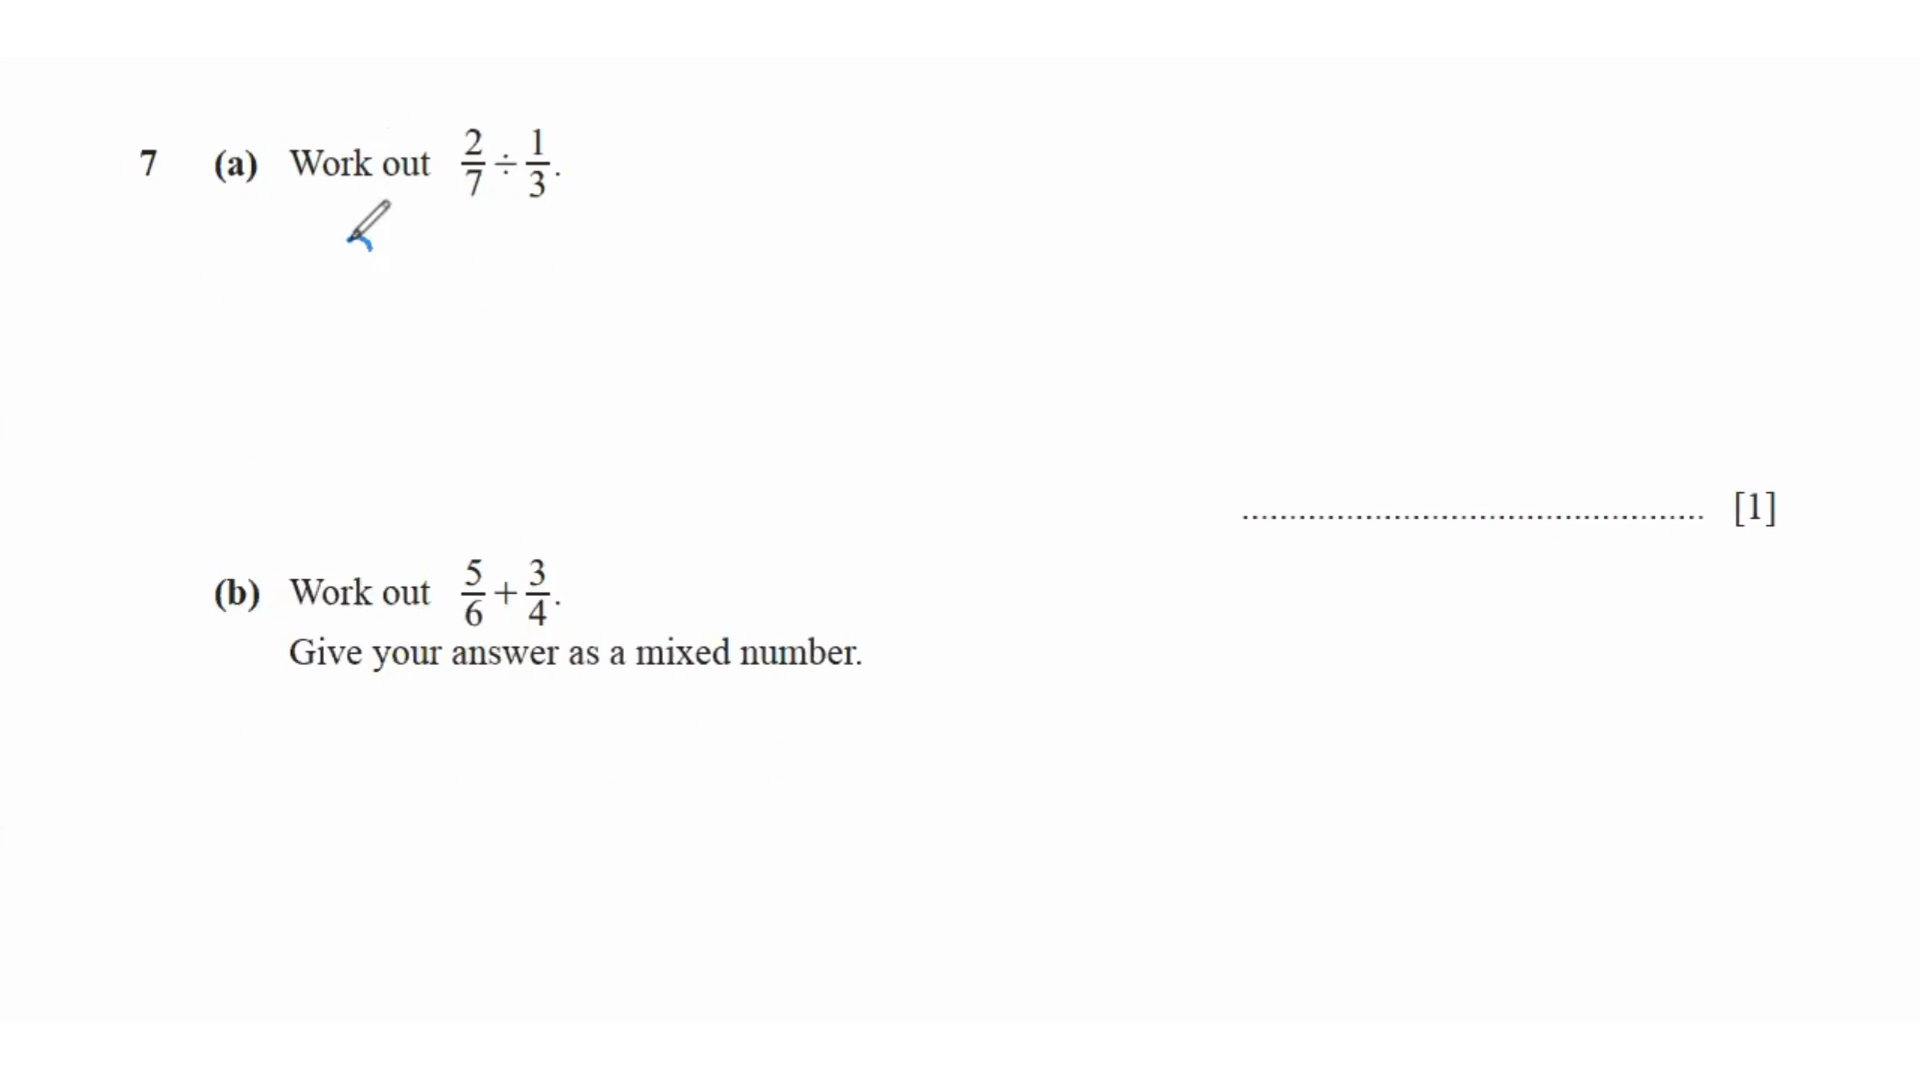 7 (a) Work out 2/7 ÷ 1/3.
.................................................. [1]
(b) Work out 5/6 + 3/4.
Give your answer as a mixed number.